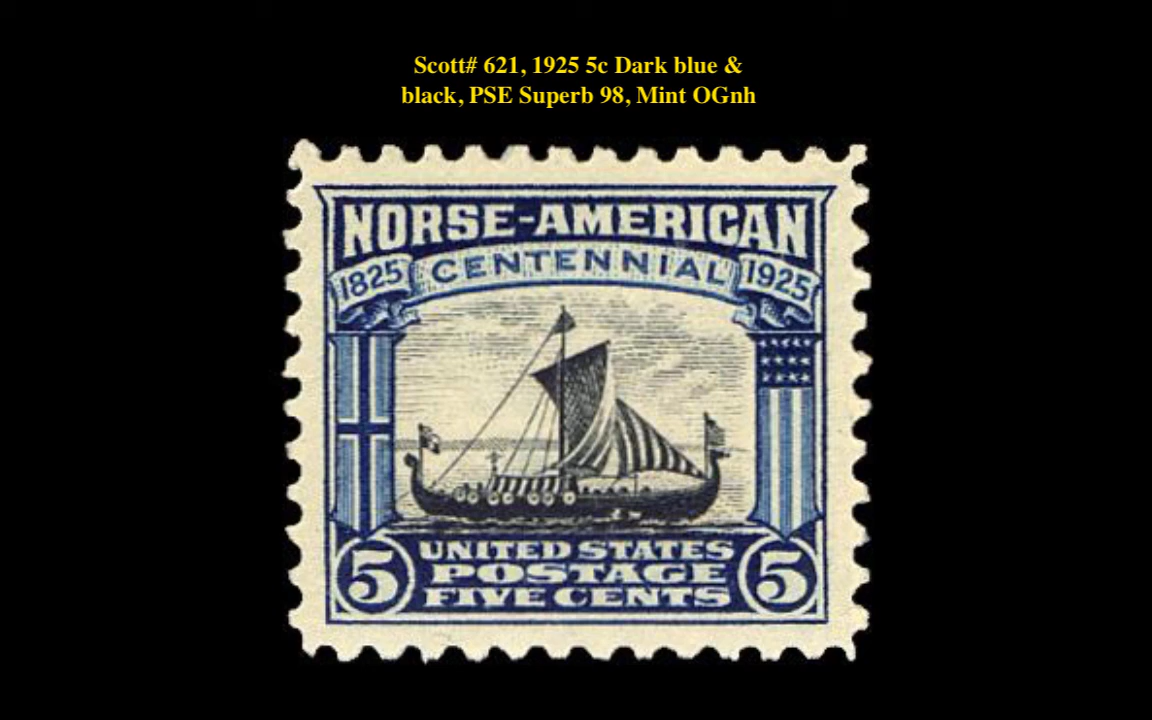 Scott# 621, 1925 5c Dark blue &
black, PSE Superb 98, Mint OGnh
NORSE-AMERICAN
1825 CENTENNIAL 1925
5 UNITED STATES 5
POSTAGE
FIVE CENTS